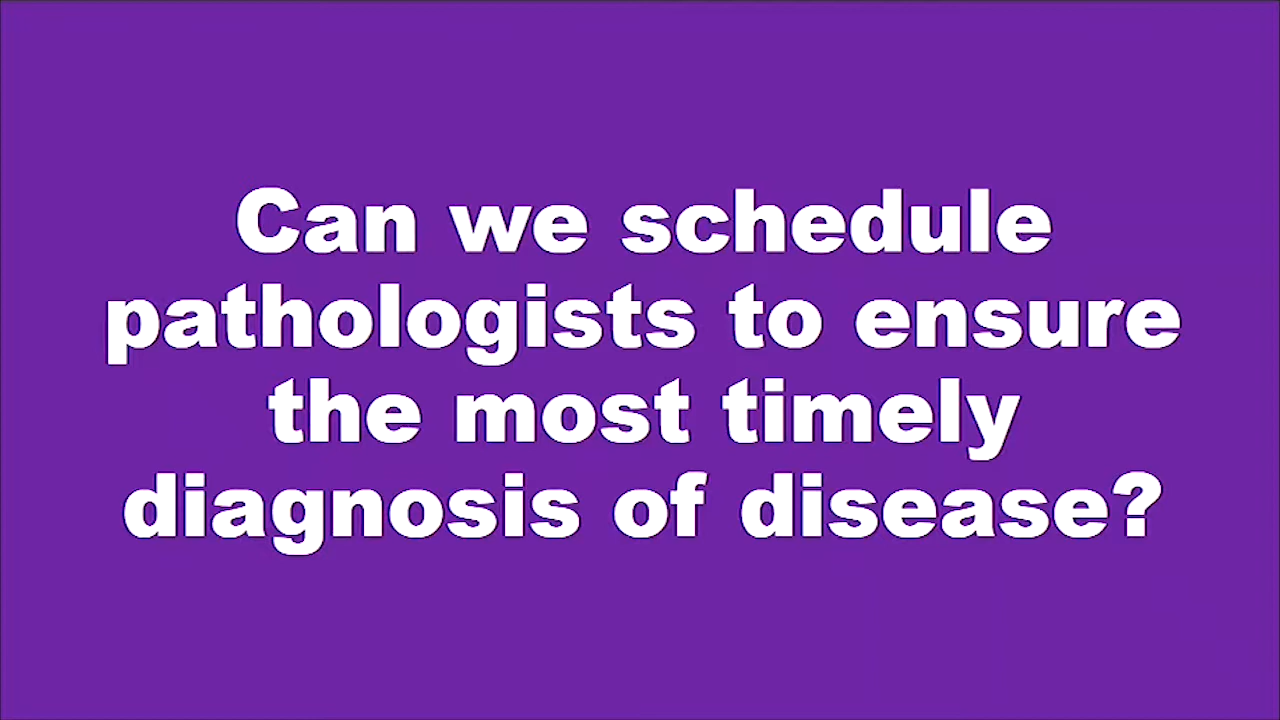 Can we schedule
pathologists to ensure
the most timely
diagnosis of disease?